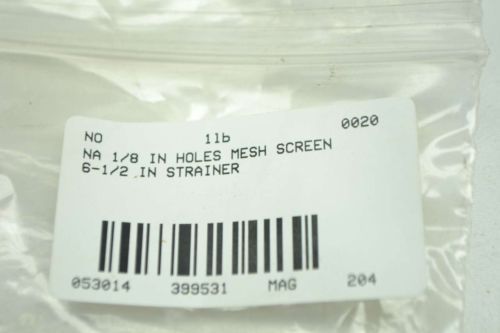 NO 1lb 0020
NA 1/8 IN HOLES MESH SCREEN
6-1/2 IN STRAINER
053014 399531 MAG 204